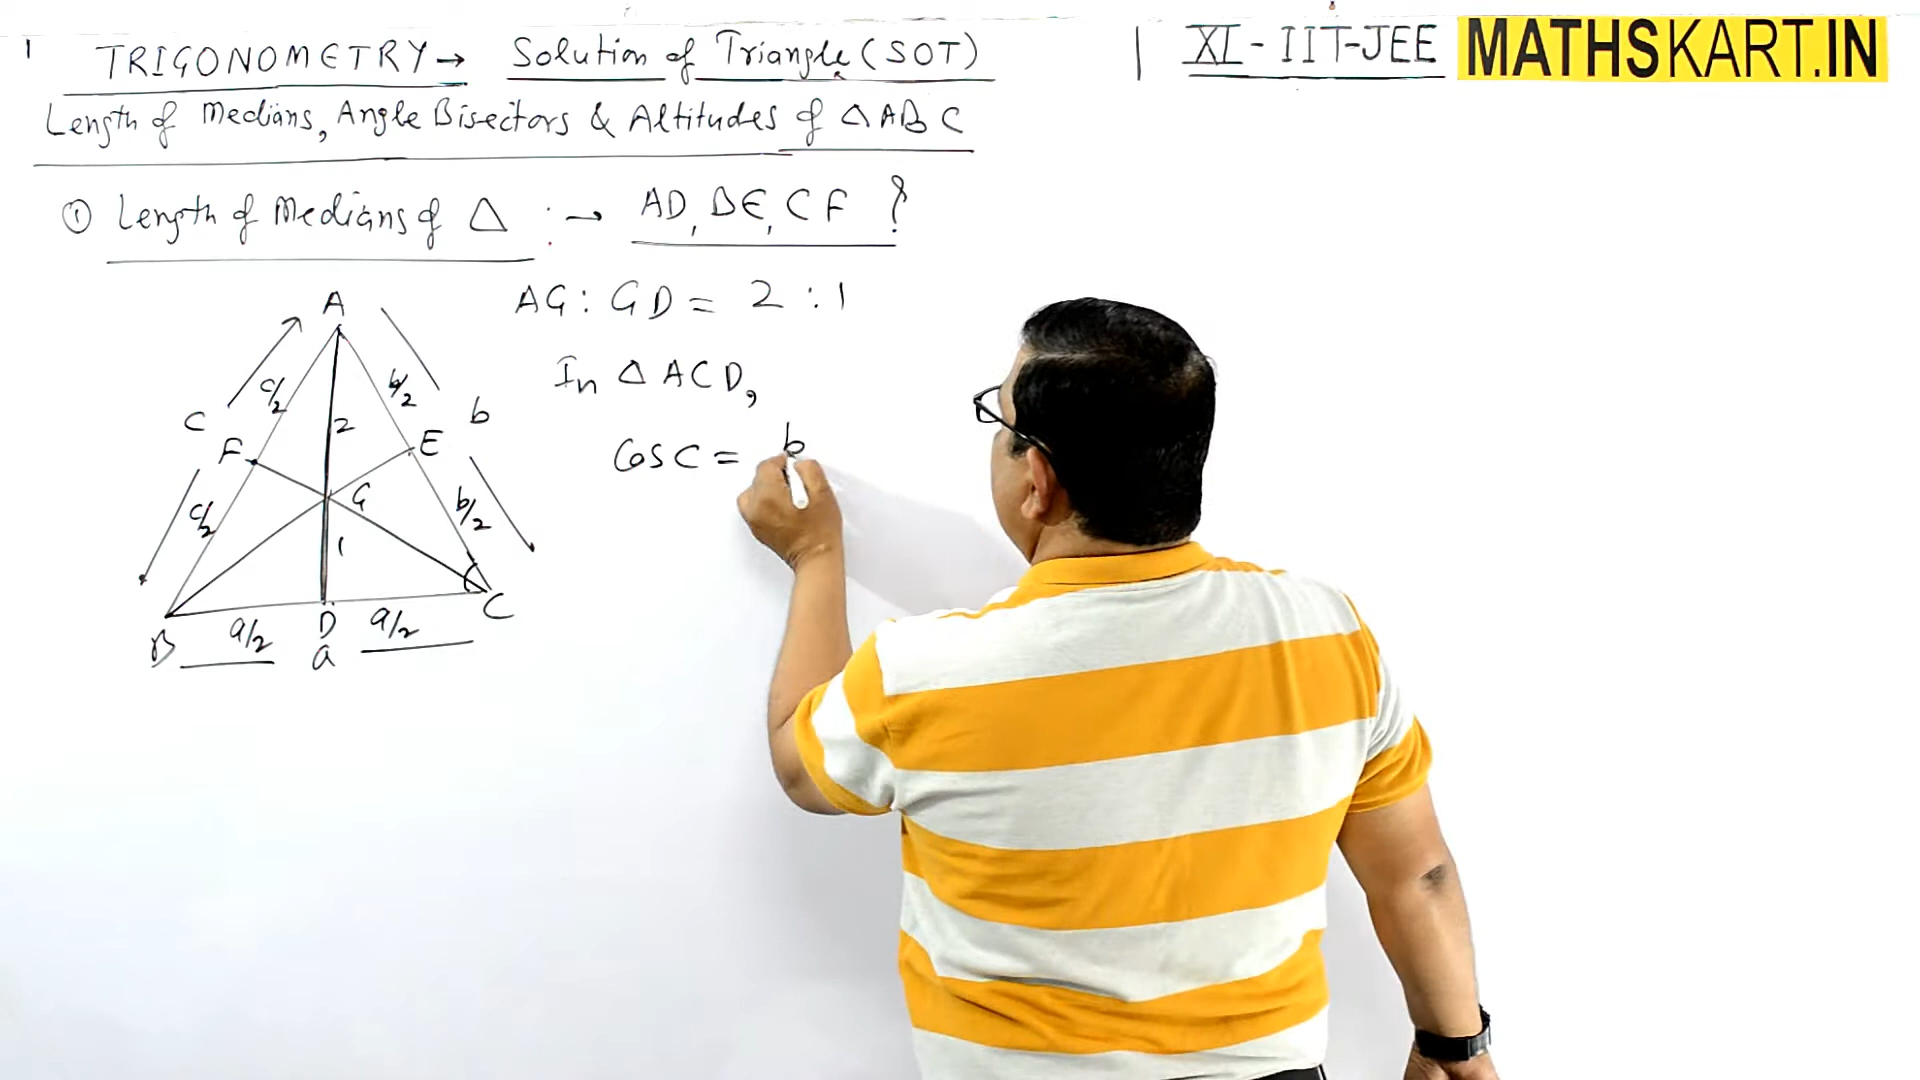 1 TRIGONOMETRY → Solution of Triangle (SOT) | XI - IIT-JEE MATHSKART.IN
Length of Medians, Angle Bisectors & Altitudes of △ABC
① Length of Medians of △ :→ AD, BE, CF ?
AG : GD = 2 : 1
In △ACD,
Cos C = b
A
c/2 b/2
C 2 b
F E
c/2 G b/2
1
B a/2 D a/2 C
a